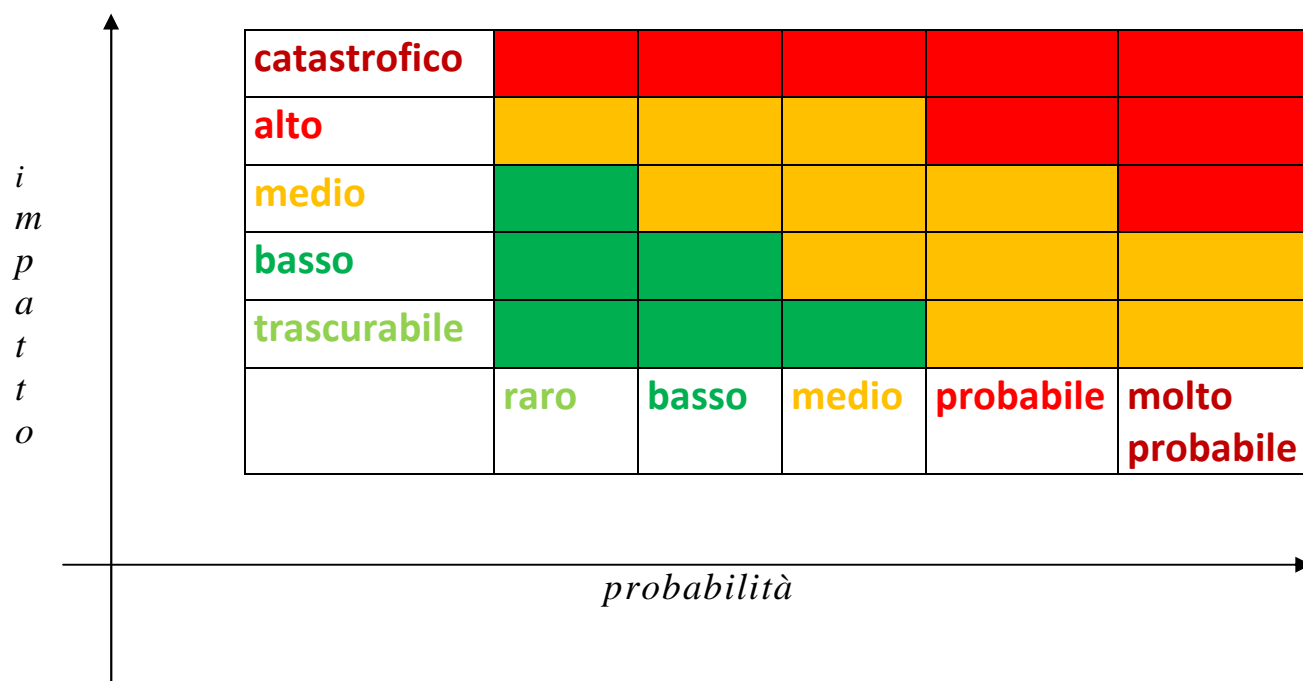 catastrofico
alto
medio
basso
trascurabile
raro basso medio probabile molto
probabile
i
m
p
a
t
t
o
probabilità